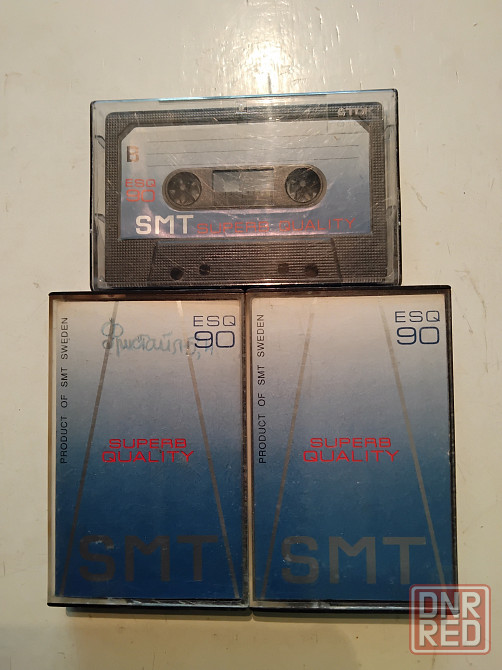 B
ESQ
90
SMT SUPERB QUALITY
PRODUCT OF SMT SWEDEN
ESQ
90
SUPERB
QUALITY
SMT
PRODUCT OF SMT SWEDEN
ESQ
90
SUPERB
QUALITY
SMT
DNR
RED